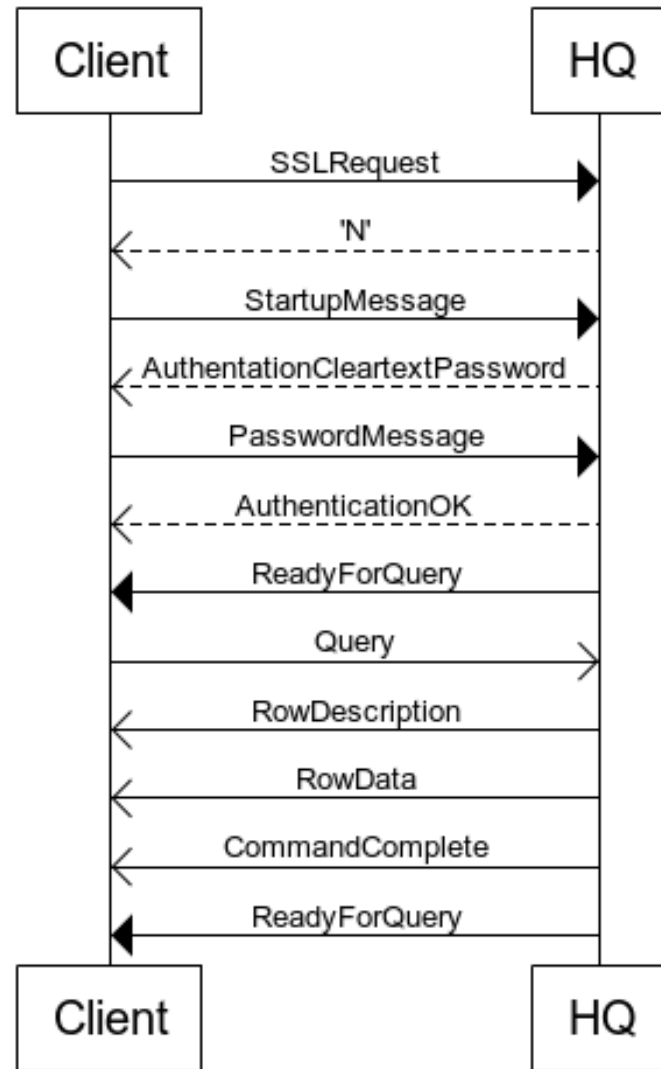 Client HQ
SSLRequest
'N'
StartupMessage
AuthentationCleartextPassword
PasswordMessage
AuthenticationOK
ReadyForQuery
Query
RowDescription
RowData
CommandComplete
ReadyForQuery
Client HQ